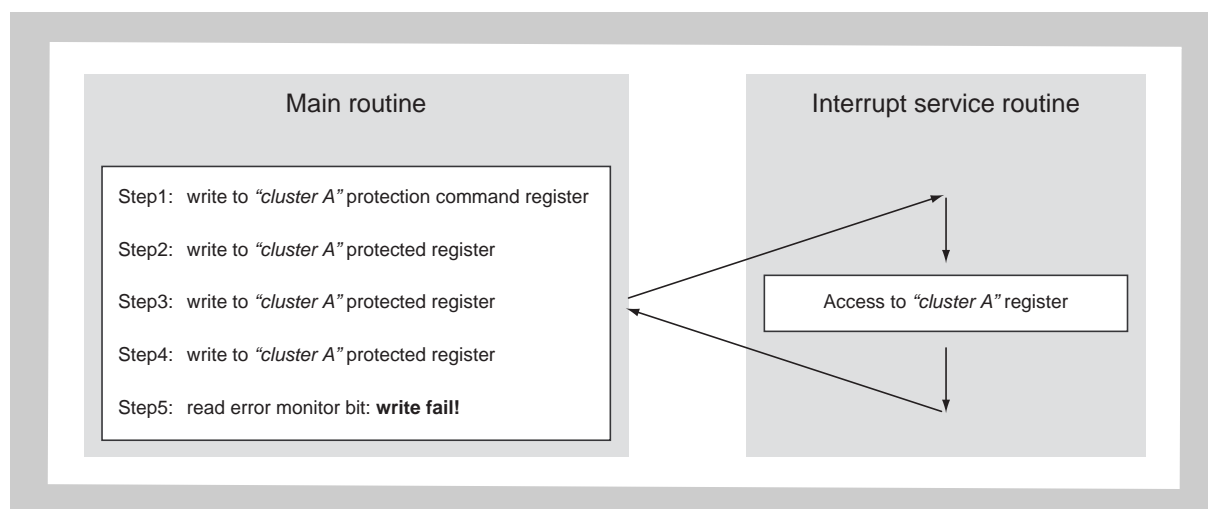 Main routine
Step1: write to “cluster A” protection command register
Step2: write to “cluster A” protected register
Step3: write to “cluster A” protected register
Step4: write to “cluster A” protected register
Step5: read error monitor bit: write fail!
Interrupt service routine
Access to “cluster A” register